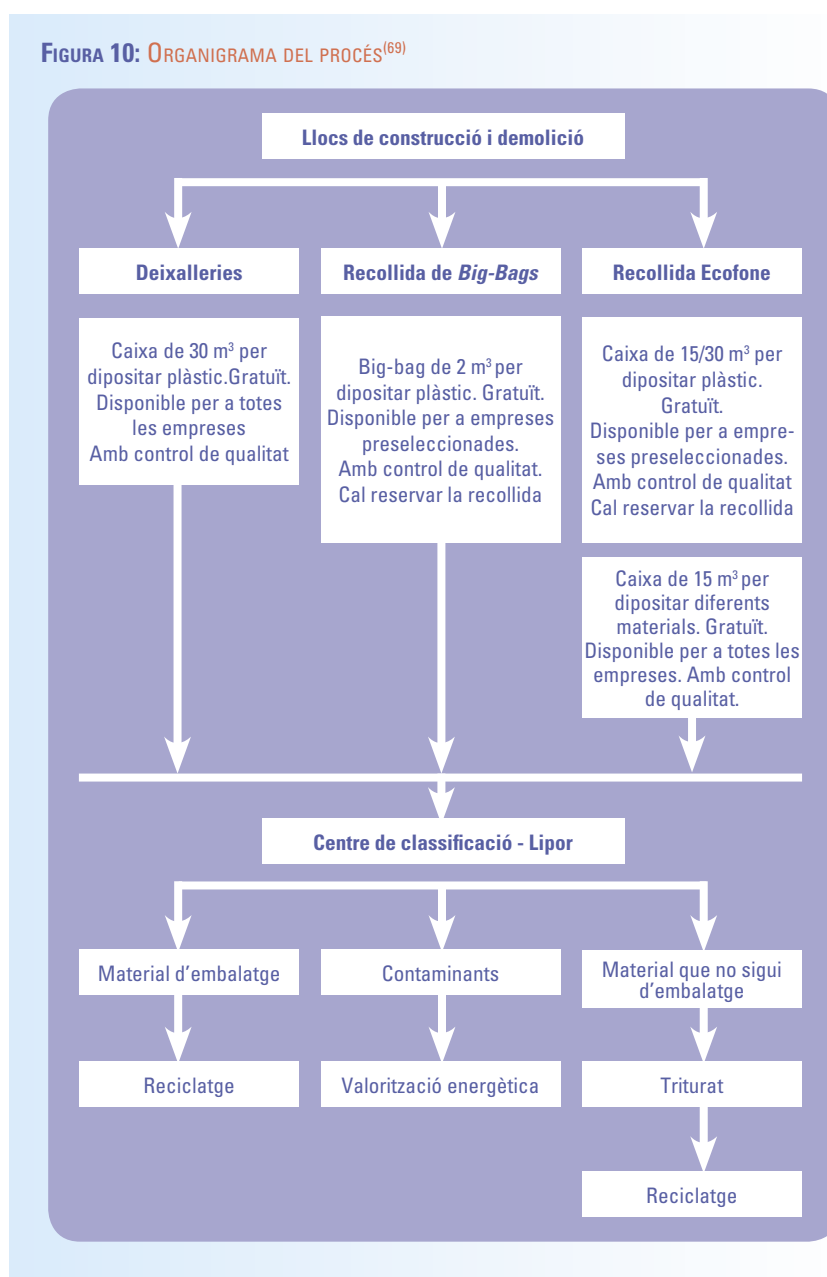 FIGURA 10: ORGANIGRAMA DEL PROCÉS(69)
Llocs de construcció i demolició
Deixalleries
Caixa de 30 m³ per
dipositar plàstic.Gratuït.
Disponible per a totes
les empreses
Amb control de qualitat
Recollida de Big-Bags
Big-bag de 2 m³ per
dipositar plàstic. Gratuït.
Disponible per a empreses
preseleccionades.
Amb control de qualitat.
Cal reservar la recollida
Recollida Ecofone
Caixa de 15/30 m³ per
dipositar plàstic.
Gratuït.
Disponible per a empre-
ses preseleccionades.
Amb control de qualitat
Cal reservar la recollida
Caixa de 15 m³ per
dipositar diferents
materials. Gratuït.
Disponible per a totes les
empreses. Amb control
de qualitat.
Centre de classificació - Lipor
Material d'embalatge
Reciclatge
Contaminants
Valorització energètica
Material que no sigui
d'embalatge
Triturat
Reciclatge